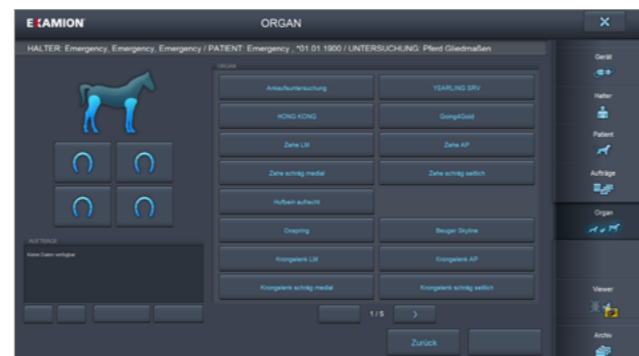 EXAMION
ORGAN
HALTER: Emergency, Emergency, Emergency / PATIENT: Emergency , *01.01.1900 / UNTERSUCHUNG: Pferd Gliedmaßen
ORGAN
Ankaufsuntersuchung
YEARLING SRV
HONG KONG
Going4Gold
Zehe LM
Zehe AP
Zehe schräg medial
Zehe schräg seitlich
Hufbein aufrecht
Oxspring
Beuger Skyline
Krongelenk LM
Krongelenk AP
Krongelenk schräg medial
Krongelenk schräg seitlich
1/5
Zurück
AUFTRÄGE
Keine Daten verfügbar
Gerät
Halter
Patient
Aufträge
Organ
Viewer
Archiv